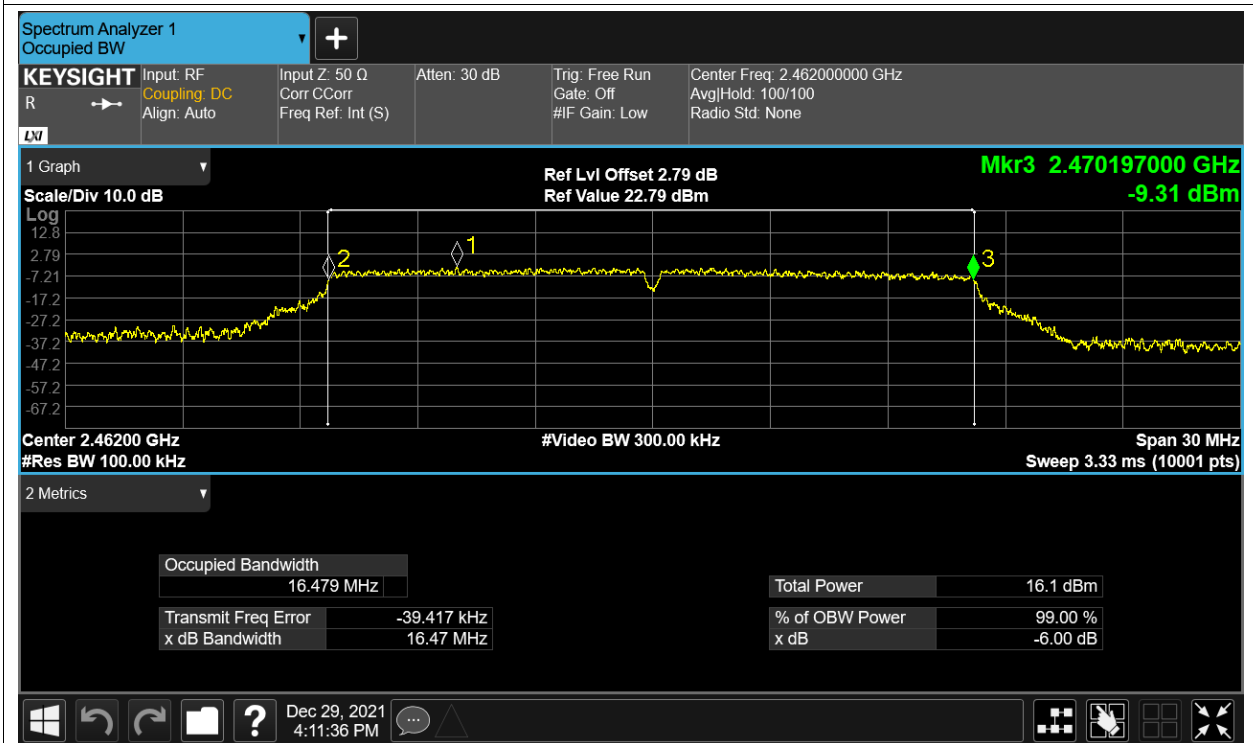 Spectrum Analyzer 1
Occupied BW
KEYSIGHT
R
LXI
Input: RF
Coupling: DC
Align: Auto
Input Z: 50 Ω
Corr CCorr
Freq Ref: Int (S)
Atten: 30 dB
Trig: Free Run
Gate: Off
#IF Gain: Low
Center Freq: 2.462000000 GHz
Avg|Hold: 100/100
Radio Std: None
1 Graph
Scale/Div 10.0 dB
Ref Lvl Offset 2.79 dB
Ref Value 22.79 dBm
Mkr3 2.470197000 GHz
-9.31 dBm
Log
12.8
2.79
-7.21
-17.2
-27.2
-37.2
-47.2
-57.2
-67.2
2
1
3
Center 2.46200 GHz
#Video BW 300.00 kHz
Span 30 MHz
#Res BW 100.00 kHz
Sweep 3.33 ms (10001 pts)
2 Metrics
Occupied Bandwidth
16.479 MHz
Total Power 16.1 dBm
Transmit Freq Error -39.417 kHz
% of OBW Power 99.00 %
x dB Bandwidth 16.47 MHz
x dB -6.00 dB
?
Dec 29, 2021
4:11:36 PM